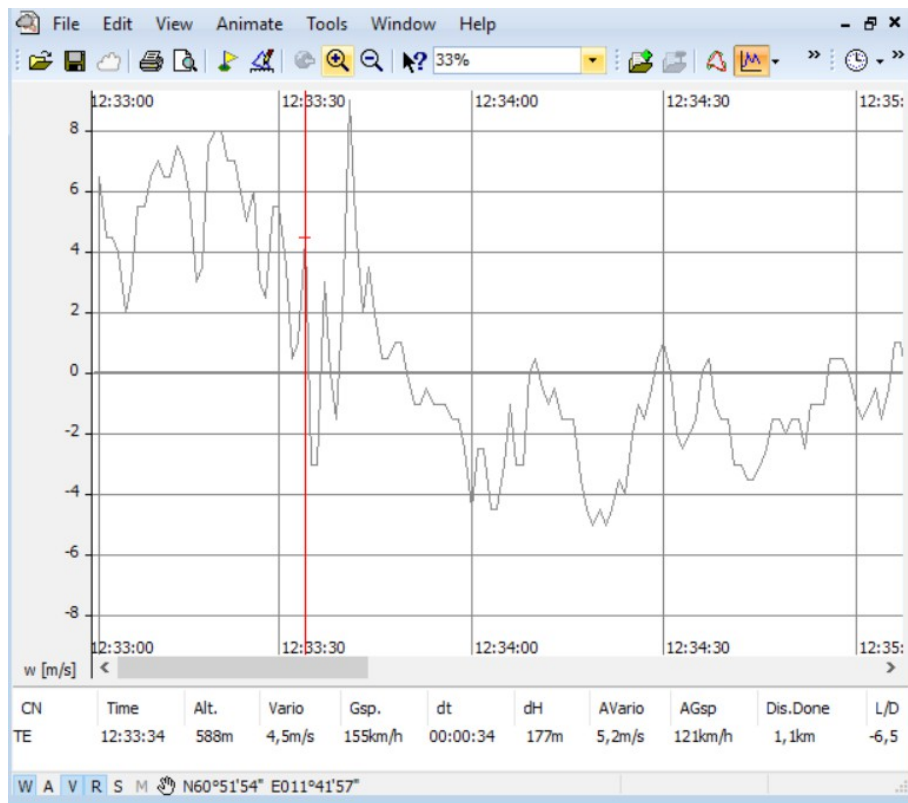 File Edit View Animate Tools Window Help
33%
12:33:00 12:33:30 12:34:00 12:34:30 12:35:
8
6
4
2
0
-2
-4
-6
-8
12:33:00 12:33:30 12:34:00 12:34:30 12:35:
w [m/s]
CN Time Alt. Vario Gsp. dt dH AVario AGsp Dis.Done L/D
TE 12:33:34 588m 4,5m/s 155km/h 00:00:34 177m 5,2m/s 121km/h 1,1km -6,5
W A V R S M N60°51'54" E011°41'57"